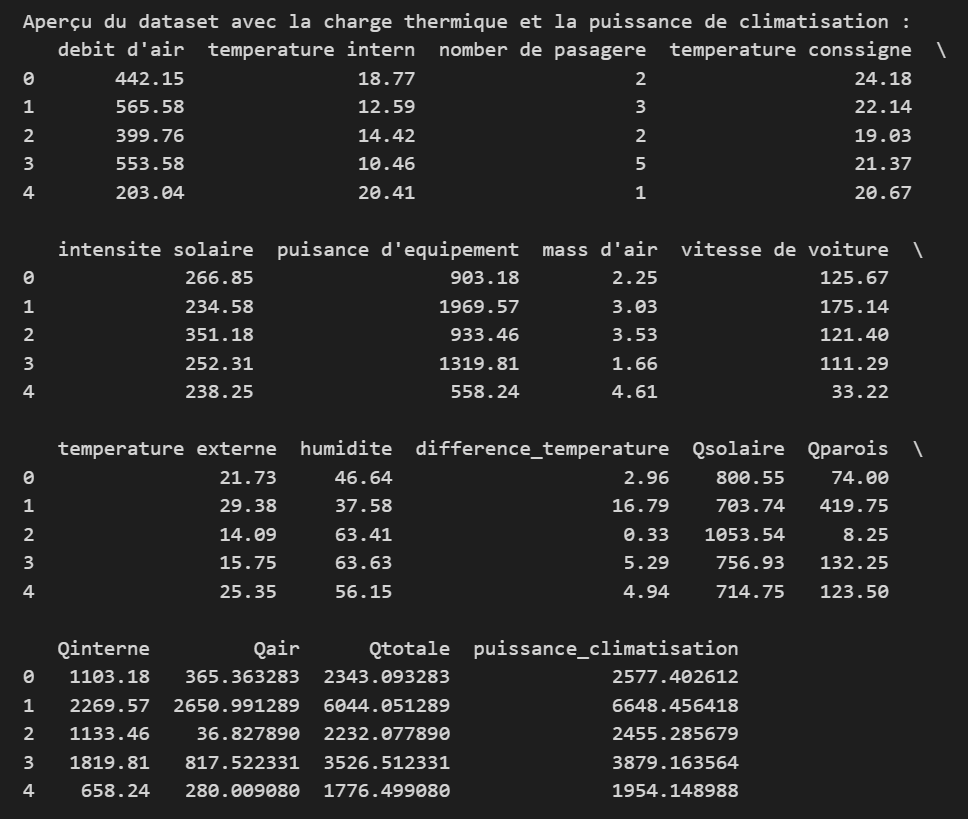 Aperçu du dataset avec la charge thermique et la puissance de climatisation :
   debit d'air  temperature intern  nomber de pasagere  temperature conssigne  \
0       442.15               18.77                   2                  24.18
1       565.58               12.59                   3                  22.14
2       399.76               14.42                   2                  19.03
3       553.58               10.46                   5                  21.37
4       203.04               20.41                   1                  20.67

   intensite solaire  puisance d'equipement  mass d'air  vitesse de voiture  \
0             266.85                 903.18        2.25              125.67
1             234.58                1969.57        3.03              175.14
2             351.18                 933.46        3.53              121.40
3             252.31                1319.81        1.66              111.29
4             238.25                 558.24        4.61               33.22

   temperature externe  humidite  difference_temperature  Qsolaire  Qparois  \
0                21.73     46.64                    2.96    800.55    74.00
1                29.38     37.58                   16.79    703.74   419.75
2                14.09     63.41                    0.33   1053.54     8.25
3                15.75     63.63                    5.29    756.93   132.25
4                25.35     56.15                    4.94    714.75   123.50

   Qinterne         Qair      Qtotale  puissance_climatisation
0   1103.18   365.363283  2343.093283              2577.402612
1   2269.57  2650.991289  6044.051289              6648.456418
2   1133.46    36.827890  2232.077890              2455.285679
3   1819.81   817.522331  3526.512331              3879.163564
4    658.24   280.009080  1776.499080              1954.148988